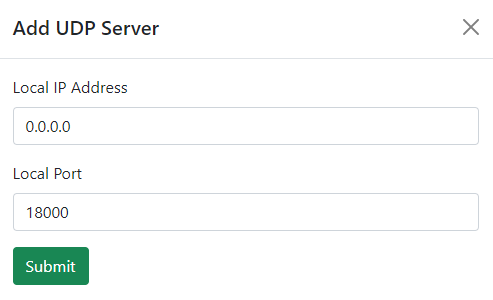 Add UDP Server
Local IP Address
0.0.0.0
Local Port
18000
Submit